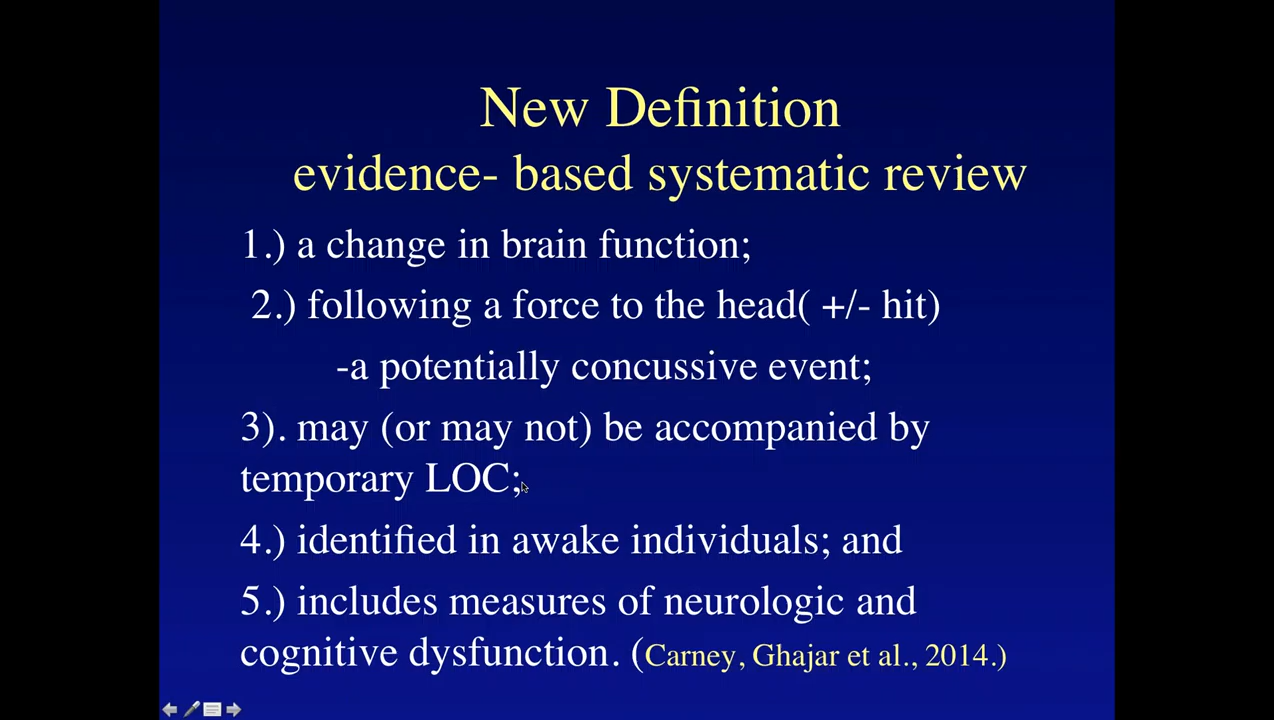 New Definition
evidence- based systematic review
1.) a change in brain function;
2.) following a force to the head( +/- hit)
-a potentially concussive event;
3). may (or may not) be accompanied by
temporary LOC;
4.) identified in awake individuals; and
5.) includes measures of neurologic and
cognitive dysfunction. (Carney, Ghajar et al., 2014.)